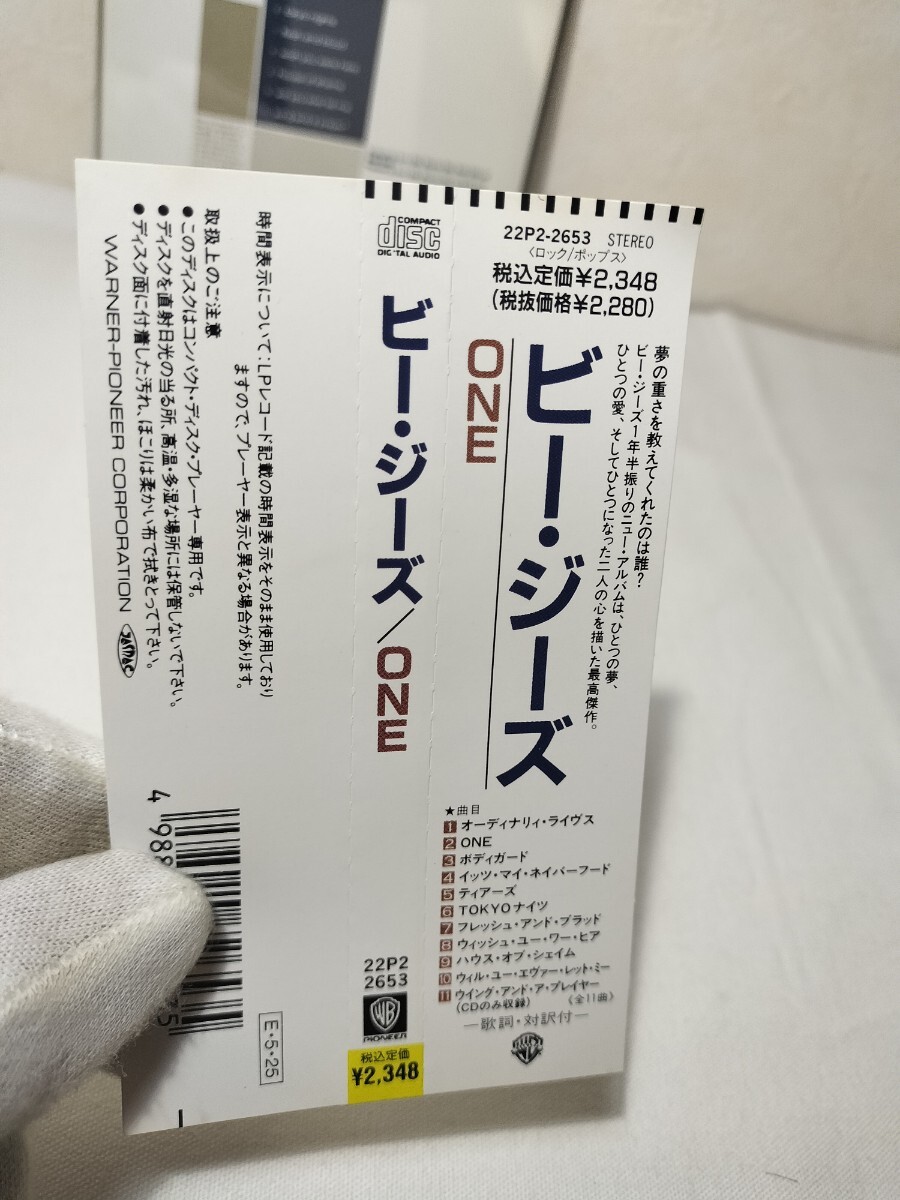 22P2-2653 STEREO
〈ロック/ポップス〉
税込定価¥2,348
(税抜価格¥2,280)
夢の重さを教えてくれたのは誰?
ビー・ジーズ1年半振りのニュー・アルバムは、ひとつの夢、
ひとつの愛、そしてひとつになった二人の心を描いた最高傑作。
ビー・ジーズ
ONE
★曲目
1 オーディナリィ・ライヴス
2 ONE
3 ボディガード
4 イッツ・マイ・ネイバーフード
5 ティアーズ
6 TOKYOナイツ
7 フレッシュ・アンド・ブラッド
8 ウィッシュ・ユー・ワー・ヒア
9 ハウス・オブ・シェイム
10 ウィル・ユー・エヴァー・レット・ミー
11 ウイング・アンド・ア・プレイヤー
(CDのみ収録) 〈全11曲〉
—歌詞・対訳付—
COMPACT
disc
DIGITAL AUDIO
ビー・ジーズ/ONE
22P2
2653
WB
PIONEER
税込定価
¥2,348
時間表示について:LPレコード記載の時間表示をそのまま使用しており
ますので、プレーヤー表示と異なる場合があります。
取扱上のご注意
●このディスクはコンパクト・ディスク・プレーヤー専用です。
●ディスクを直射日光の当る所、高温・多湿な場所には保管しないで下さい。
●ディスク面に付着した汚れ、ほこりは柔かい布で拭きとって下さい。
WARNER-PIONEER CORPORATION
JASRAC
E・5・25